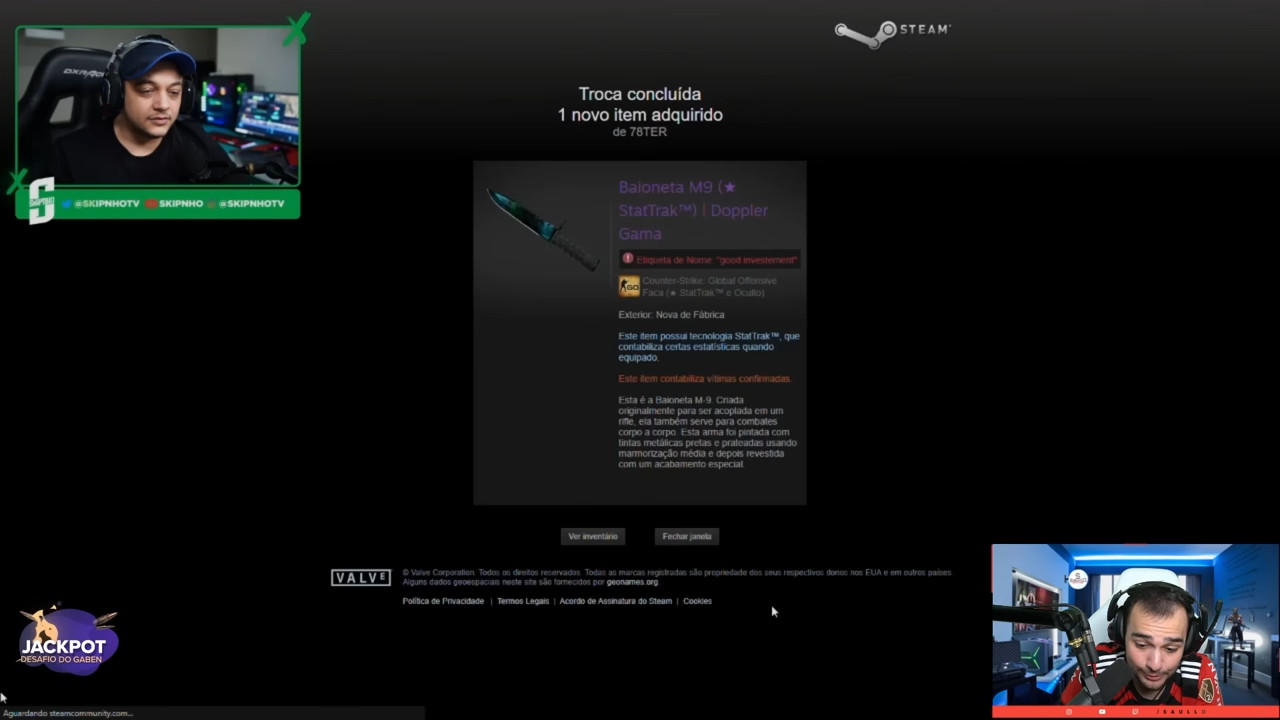 DXRA
@SKIPNHOTV SKIPNHO @SKIPNHOTV
STEAM
Troca concluída
1 novo item adquirido
de 78TER
Baioneta M9 (★
StatTrak™) | Doppler
Gama
Etiqueta de Nome: "good investement"
GO
Counter-Strike: Global Offensive
Faca (★ StatTrak™ e Oculto)
Exterior: Nova de Fábrica
Este item possui tecnologia StatTrak™, que
contabiliza certas estatísticas quando
equipado.
Este item contabiliza vítimas confirmadas.
Esta é a Baioneta M-9. Criada
originalmente para ser acoplada em um
rifle, ela também serve para combates
corpo a corpo. Esta arma foi pintada com
tintas metálicas pretas e prateadas usando
marmorização média e depois revestida
com um acabamento especial.
Ver inventário Fechar janela
VALVE
© Valve Corporation. Todos os direitos reservados. Todas as marcas registradas são propriedade dos seus respectivos donos nos EUA e em outros países.
Alguns dados geoespaciais neste site são fornecidos por geonames.org.
Política de Privacidade | Termos Legais | Acordo de Assinatura do Steam | Cookies
JACKPOT
DESAFIO DO GABEN
Aguardando steamcommunity.com...